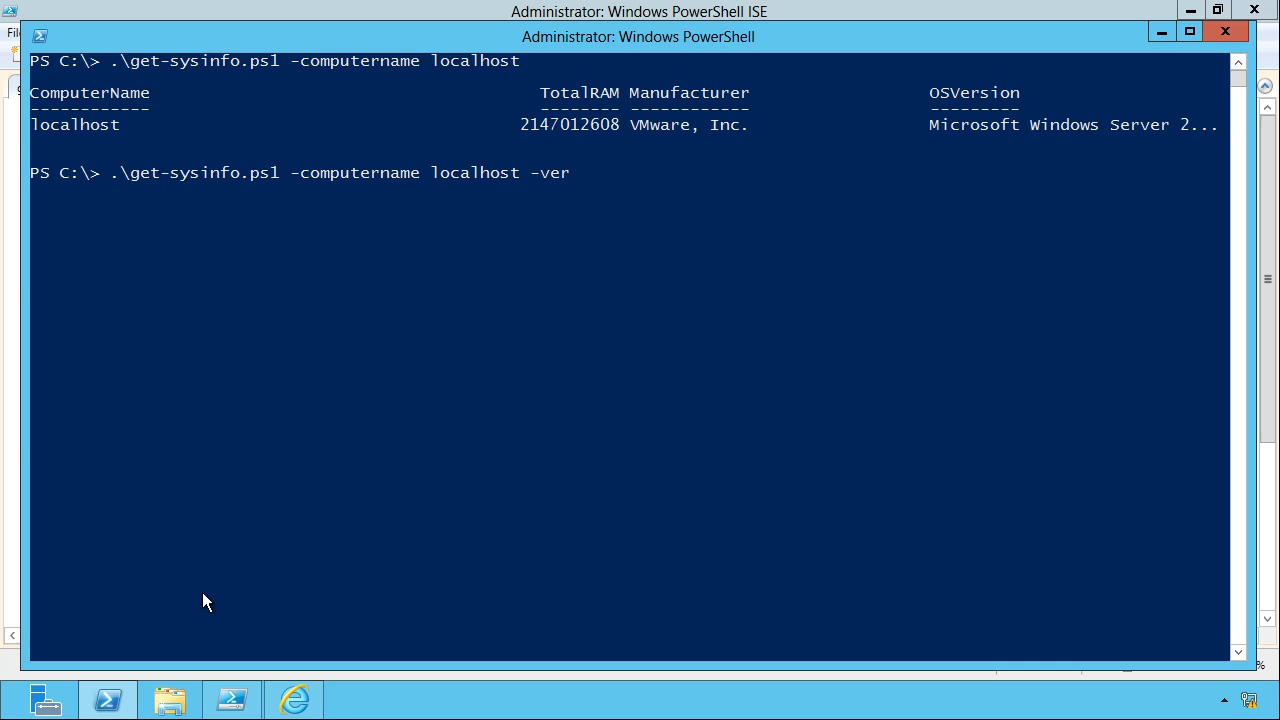 Administrator: Windows PowerShell ISE
Administrator: Windows PowerShell
PS C:\> .\get-sysinfo.ps1 -computername localhost
ComputerName TotalRAM Manufacturer OSVersion
------------ -------- ------------ ---------
localhost 2147012608 VMware, Inc. Microsoft Windows Server 2...
PS C:\> .\get-sysinfo.ps1 -computername localhost -ver
%